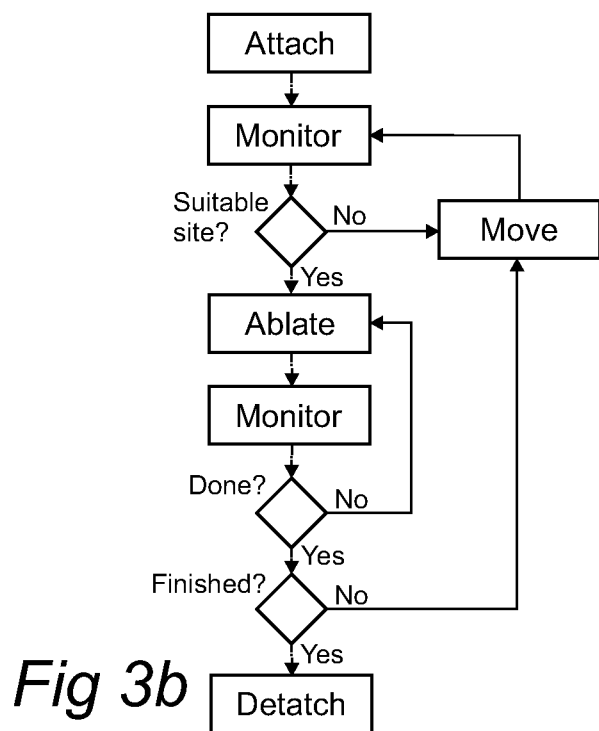 Attach
Monitor
Suitable
site?
No
Move
Yes
Ablate
Monitor
Done?
No
Yes
Finished?
No
Yes
Fig 3b
Detatch